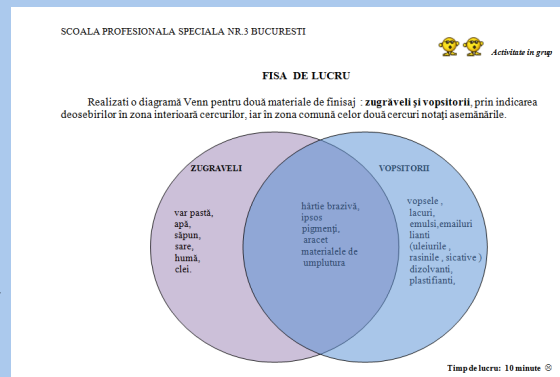 SCOALA PROFESIONALA SPECIALA NR.3 BUCURESTI
Activitate in grup
FISA DE LUCRU
Realizati o diagramă Venn pentru două materiale de finisaj : zugrăveli și vopsitorii, prin indicarea
deosebirilor în zona interioară cercurilor, iar în zona comună celor două cercuri notați asemănările.
ZUGRAVELI
var pastă,
apă,
săpun,
sare,
humă,
clei.
hârtie brazivă,
ipsos
pigmenți,
aracet
materialele de
umplutura
VOPSITORII
vopsele ,
lacuri,
emulsi,emailuri
lianti
(uleiurile ,
rasinile , sicative )
dizolvanti,
plastifianti,
Timp de lucru: 10 minute ☹